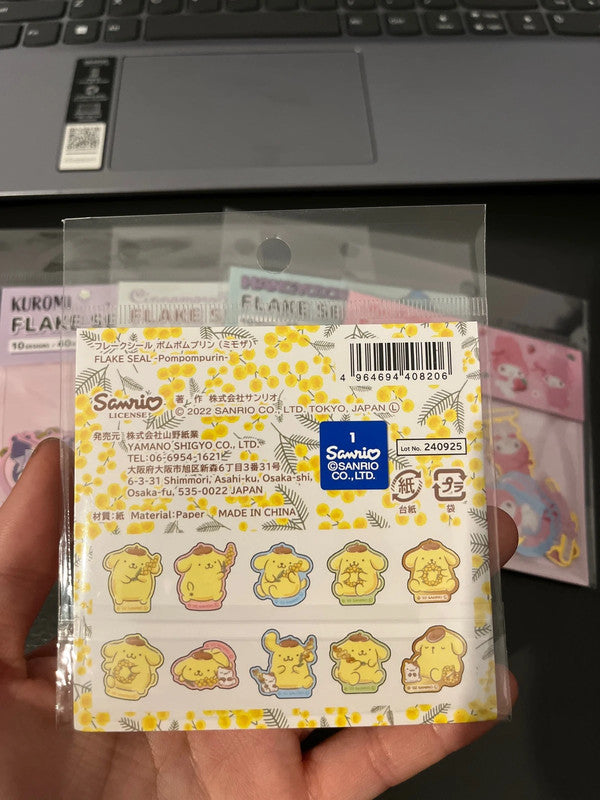 KUROMI
FLAKE SE
10 DESIGNS
Cinnamo
FLAKE S
FLAKE SE
フレークシール ポムポムプリン（ミモザ）
FLAKE SEAL -Pompompurin-
4 964694 408206
Sanrio
LICENSE
著 作 株式会社サンリオ
© 2022 SANRIO CO., LTD. TOKYO, JAPAN Ⓛ
発売元 株式会社山野紙業
YAMANO SHIGYO CO., LTD.
TEL:06-6954-1621
大阪府大阪市旭区新森6丁目3番31号
6-3-31 Shinmori, Asahi-ku, Osaka-shi,
Osaka-fu, 535-0022 JAPAN
材質:紙 Material:Paper MADE IN CHINA
1
Sanrio
©SANRIO
CO., LTD.
Lot No. 240925
紙
台紙
プラ
袋